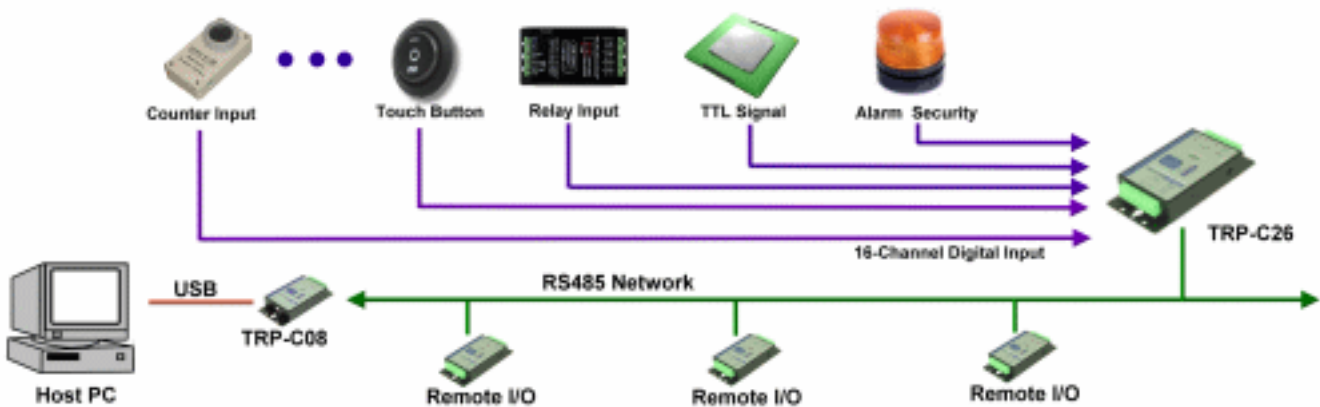 Counter Input
Touch Button
Relay Input
TTL Signal
Alarm Security
TRP-C26
16-Channel Digital Input
USB
RS485 Network
TRP-C08
Host PC
Remote I/O
Remote I/O
Remote I/O